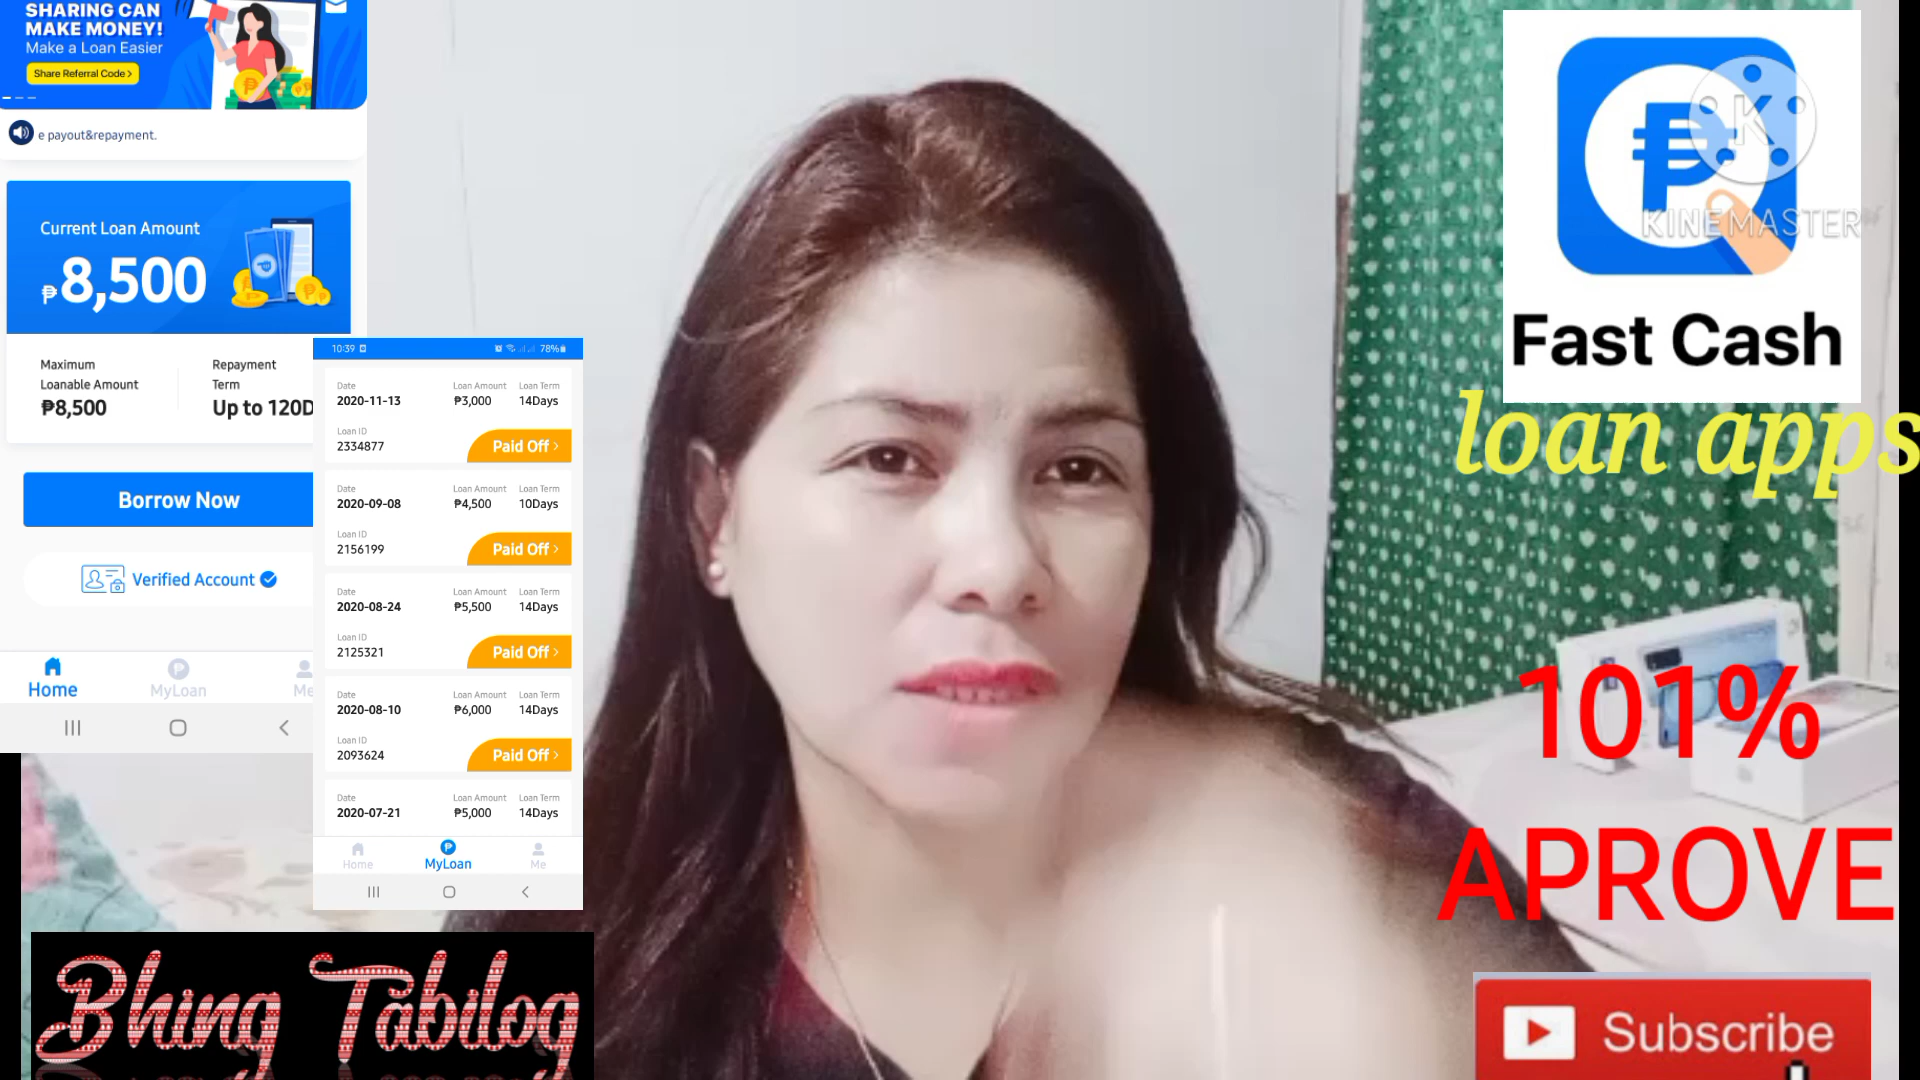 SHARING CAN
MAKE MONEY!
Make a Loan Easier
Share Referral Code >
e payout&repayment.
Current Loan Amount
₱8,500
Maximum
Loanable Amount
₱8,500
Repayment
Term
Up to 120D
Borrow Now
Verified Account
Home
MyLoan
Me
10:39
78%
Date
Loan Amount
Loan Term
2020-11-13
₱3,000
14Days
Loan ID
2334877
Paid Off >
Date
Loan Amount
Loan Term
2020-09-08
₱4,500
10Days
Loan ID
2156199
Paid Off >
Date
Loan Amount
Loan Term
2020-08-24
₱5,500
14Days
Loan ID
2125321
Paid Off >
Date
Loan Amount
Loan Term
2020-08-10
₱6,000
14Days
Loan ID
2093624
Paid Off >
Date
Loan Amount
Loan Term
2020-07-21
₱5,000
14Days
Home
MyLoan
Me
Bhing Tabilog
K
KINEMASTER
Fast Cash
loan apps
101%
APROVE
Subscribe